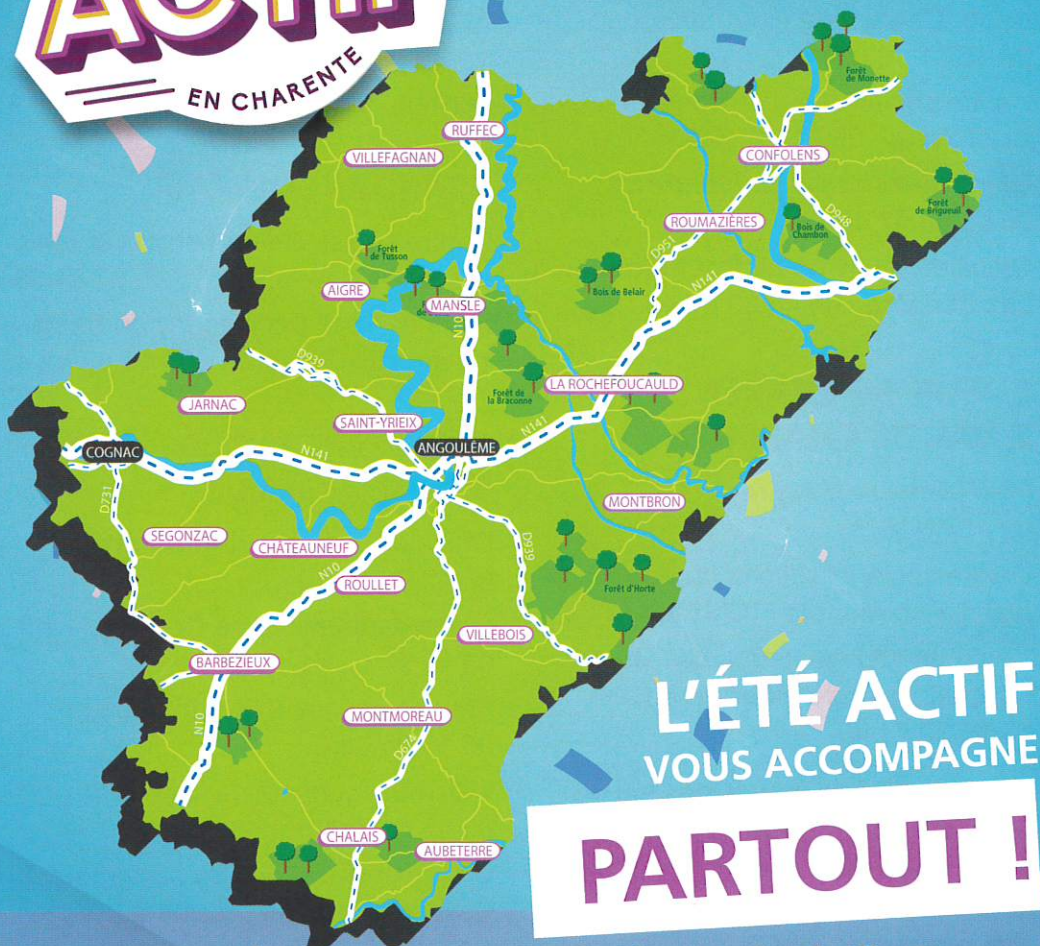 ACTIF
EN CHARENTE
Forêt
de Monette
RUFFEC
VILLEFAGNAN
CONFOLENS
Forêt
de Brigueuil
ROUMAZIÈRES
Bois de
Chambon
D948
D951
Forêt
de Tusson
AIGRE
MANSLE
N10
Bois de Belair
N141
D939
JARNAC
LA ROCHEFOUCAULD
Forêt de
la Braconne
SAINT-YRIEIX
ANGOULÊME
N141
COGNAC
N141
D731
MONTBRON
SEGONZAC
CHÂTEAUNEUF
D939
N10
ROULLET
Forêt d'Horte
VILLEBOIS
BARBEZIEUX
N10
MONTMOREAU
D674
CHALAIS
AUBETERRE
L'ÉTÉ ACTIF
VOUS ACCOMPAGNE
PARTOUT !